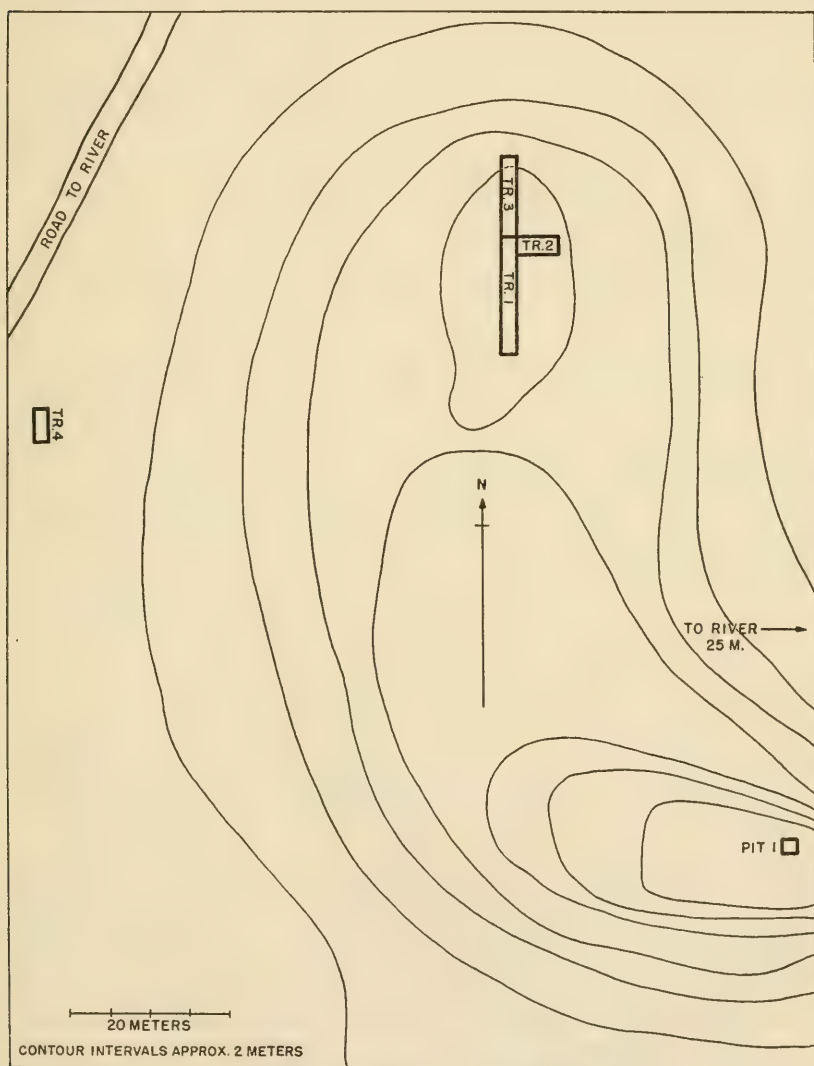 ROAD TO RIVER
TR. 3
TR.2
TR. 1
TR.4
N
TO RIVER
25 M.
PIT 1
20 METERS
CONTOUR INTERVALS APPROX. 2 METERS